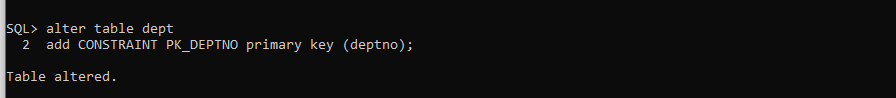 SQL> alter table dept
  2  add CONSTRAINT PK_DEPTNO primary key (deptno);
Table altered.